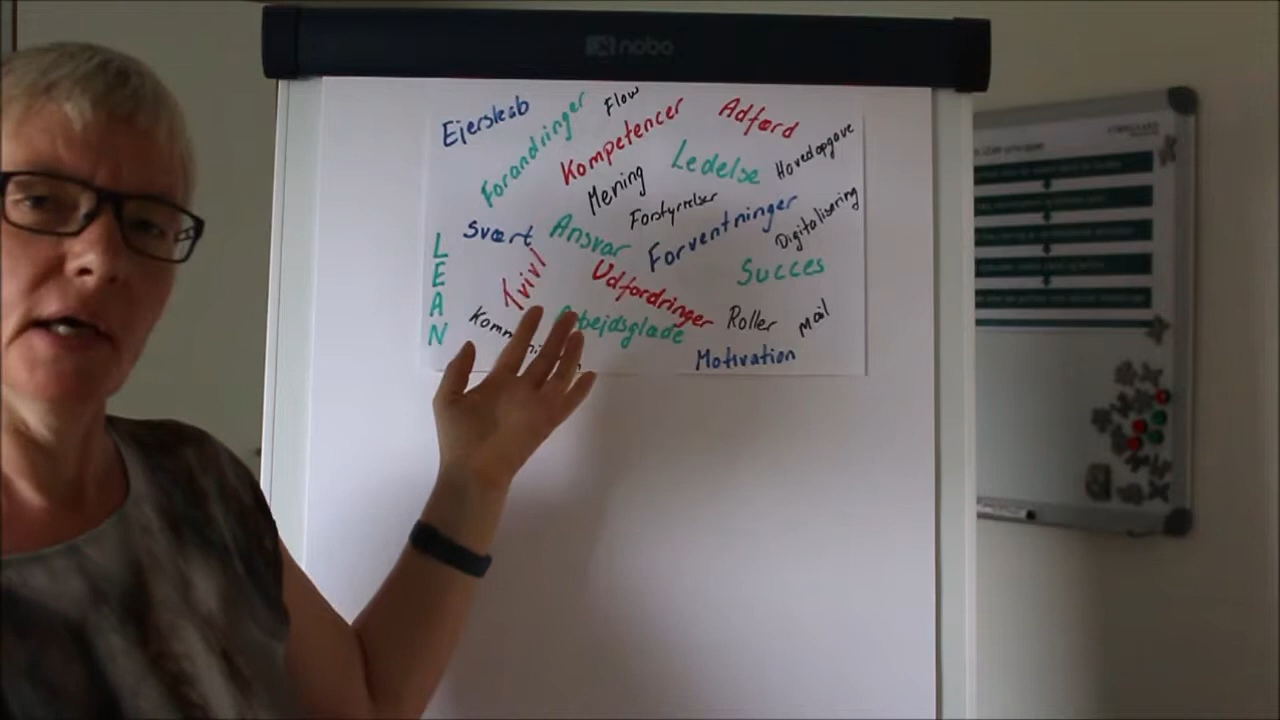 nobo
Ejerskab
Forandringer
Flow
Kompetencer
Adfærd
Ledelse
Hovedopgave
Mening
Forstyrrelser
Forventninger
Digitalisering
Svært
Ansvar
LEAN
Tvivl
Udfordringer
Succes
Arbejdsglæde
Roller
Mail
Motivation